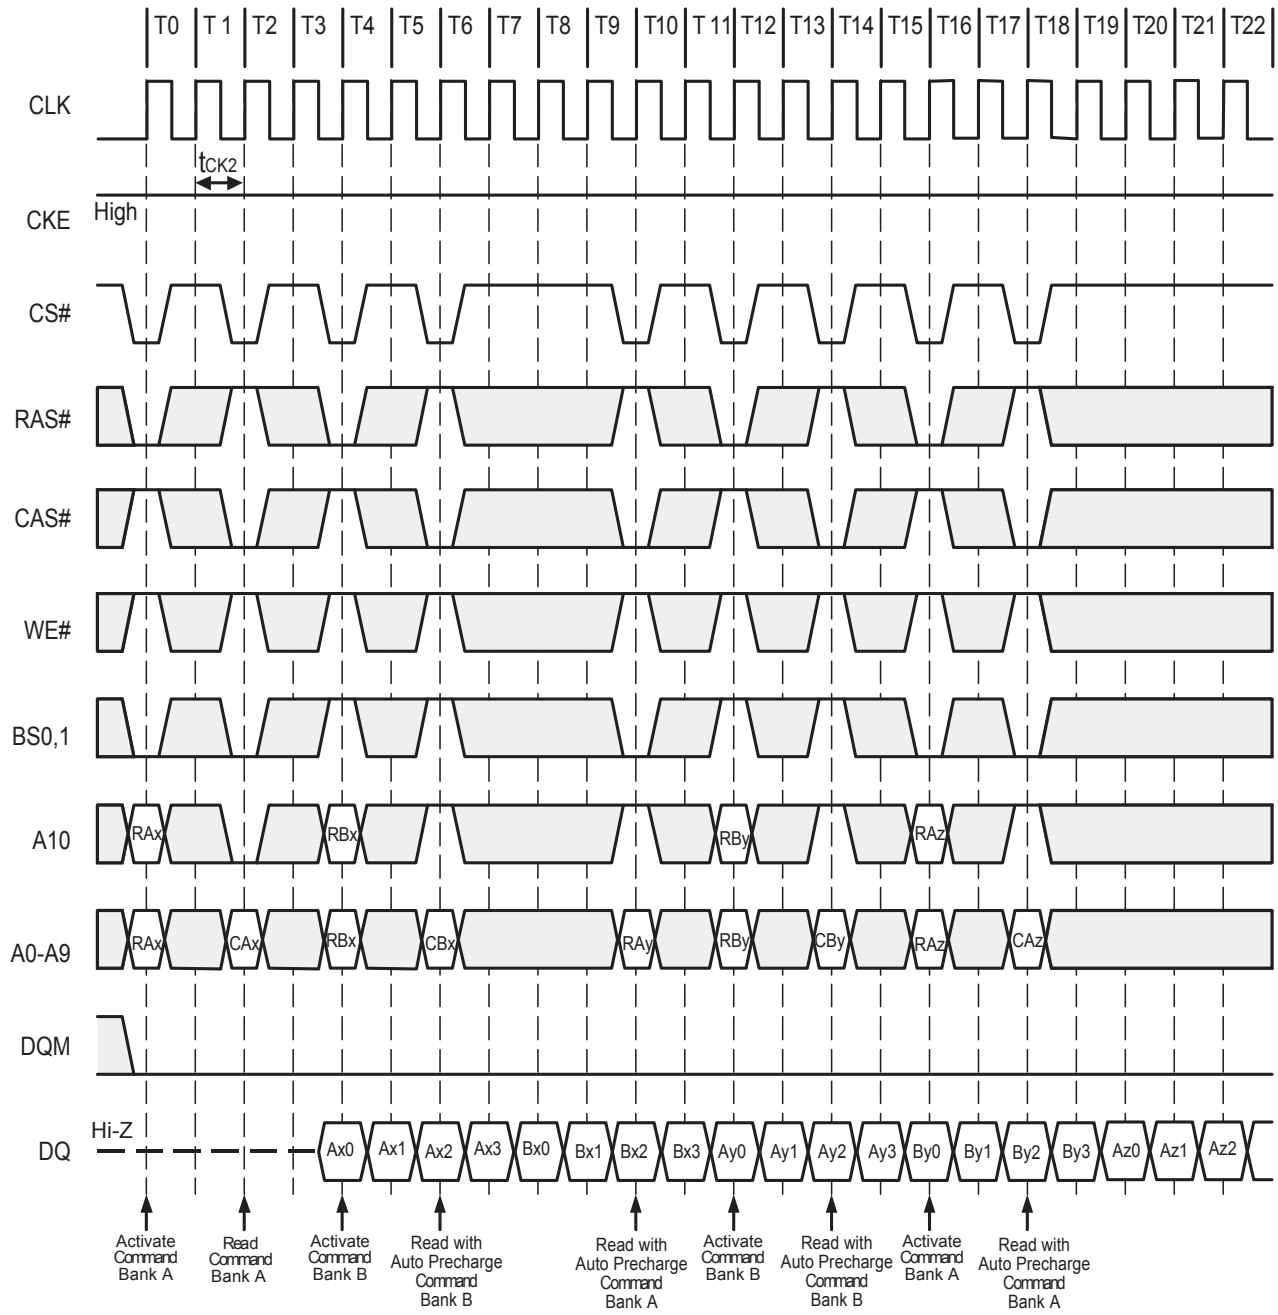 T0 T 1 T2 T3 T4 T5 T6 T7 T8 T9 T10 T 11 T12 T13 T14 T15 T16 T17 T18 T19 T20 T21 T22
CLK
tCK2
High
CKE
CS#
RAS#
CAS#
WE#
BS0,1
A10 RAx RBx RBy RAz
A0-A9 RAx CAx RBx CBx RAy RBy CBy RAz CAz
DQM
Hi-Z
DQ Ax0 Ax1 Ax2 Ax3 Bx0 Bx1 Bx2 Bx3 Ay0 Ay1 Ay2 Ay3 By0 By1 By2 By3 Az0 Az1 Az2
Activate
Command
Bank A
Read
Command
Bank A
Activate
Command
Bank B
Read with
Auto Precharge
Command
Bank B
Read with
Auto Precharge
Command
Bank A
Activate
Command
Bank B
Read with
Auto Precharge
Command
Bank B
Activate
Command
Bank A
Read with
Auto Precharge
Command
Bank A